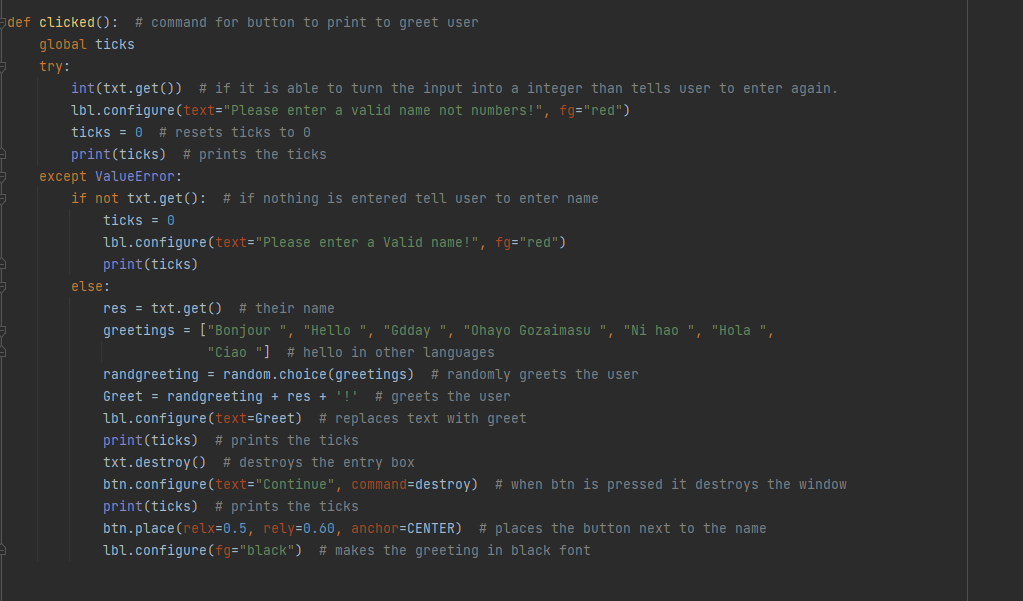 def clicked():  # command for button to print to greet user
    global ticks
    try:
        int(txt.get())  # if it is able to turn the input into a integer than tells user to enter again.
        lbl.configure(text="Please enter a valid name not numbers!", fg="red")
        ticks = 0  # resets ticks to 0
        print(ticks)  # prints the ticks
    except ValueError:
        if not txt.get():  # if nothing is entered tell user to enter name
            ticks = 0
            lbl.configure(text="Please enter a Valid name!", fg="red")
            print(ticks)
        else:
            res = txt.get()  # their name
            greetings = ["Bonjour ", "Hello ", "Gdday ", "Ohayo Gozaimasu ", "Ni hao ", "Hola ",
                         "Ciao "]  # hello in other languages
            randgreeting = random.choice(greetings)  # randomly greets the user
            Greet = randgreeting + res + '!'  # greets the user
            lbl.configure(text=Greet)  # replaces text with greet
            print(ticks)  # prints the ticks
            txt.destroy()  # destroys the entry box
            btn.configure(text="Continue", command=destroy)  # when btn is pressed it destroys the window
            print(ticks)  # prints the ticks
            btn.place(relx=0.5, rely=0.60, anchor=CENTER)  # places the button next to the name
            lbl.configure(fg="black")  # makes the greeting in black font